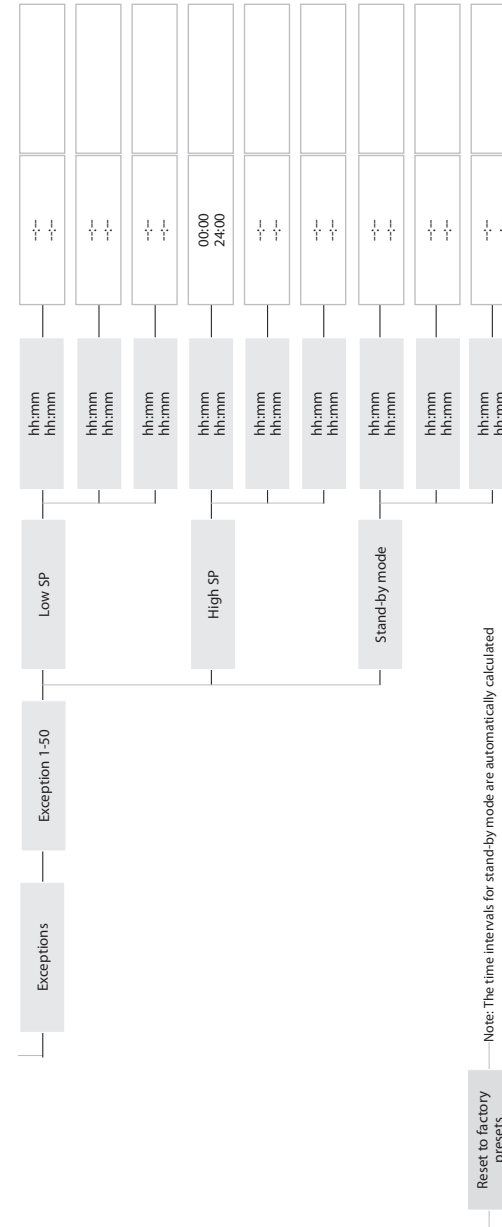 Exceptions
Exception 1-50
Low SP
hh:mm
hh:mm
--:--
--:--
hh:mm
hh:mm
--:--
--:--
hh:mm
hh:mm
--:--
--:--
High SP
hh:mm
hh:mm
00:00
24:00
hh:mm
hh:mm
--:--
--:--
hh:mm
hh:mm
--:--
--:--
Stand-by mode
hh:mm
hh:mm
--:--
--:--
hh:mm
hh:mm
--:--
--:--
hh:mm
hh:mm
--:--
Reset to factory
presets
Note: The time intervals for stand-by mode are automatically calculated